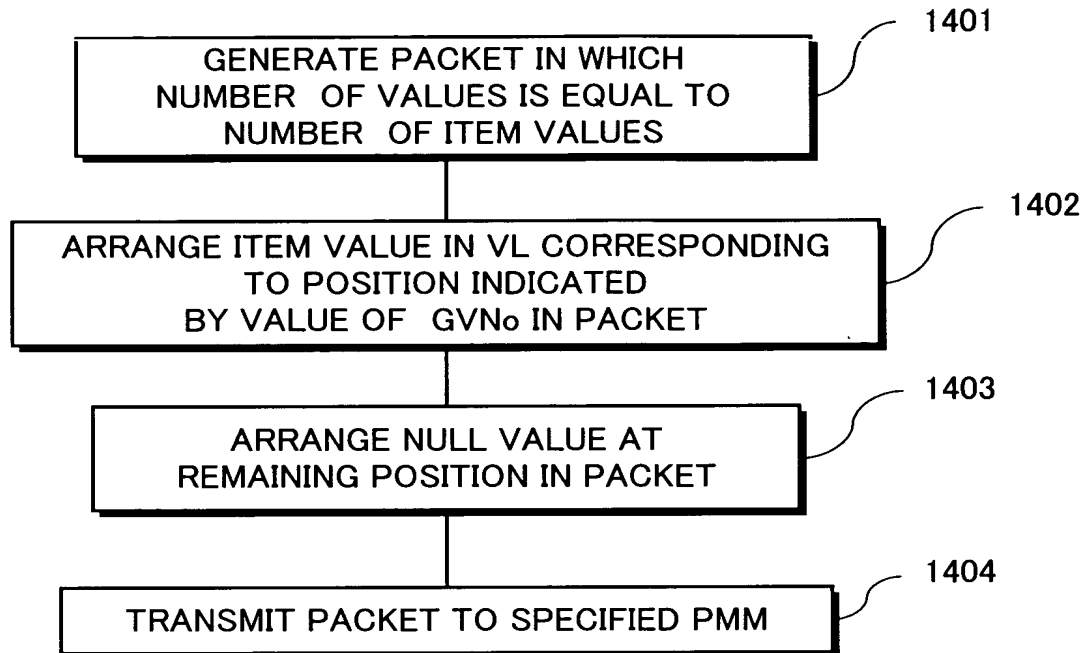 1401
GENERATE PACKET IN WHICH
NUMBER OF VALUES IS EQUAL TO
NUMBER OF ITEM VALUES
1402
ARRANGE ITEM VALUE IN VL CORRESPONDING
TO POSITION INDICATED
BY VALUE OF GVNo IN PACKET
1403
ARRANGE NULL VALUE AT
REMAINING POSITION IN PACKET
1404
TRANSMIT PACKET TO SPECIFIED PMM